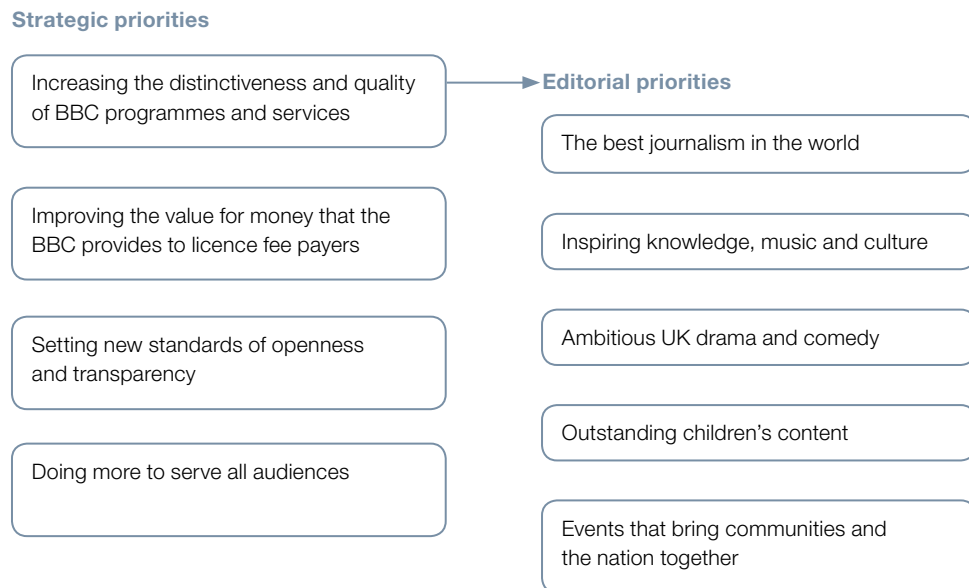 Strategic priorities
Increasing the distinctiveness and quality
of BBC programmes and services
Improving the value for money that the
BBC provides to licence fee payers
Setting new standards of openness
and transparency
Doing more to serve all audiences
Editorial priorities
The best journalism in the world
Inspiring knowledge, music and culture
Ambitious UK drama and comedy
Outstanding children’s content
Events that bring communities and
the nation together